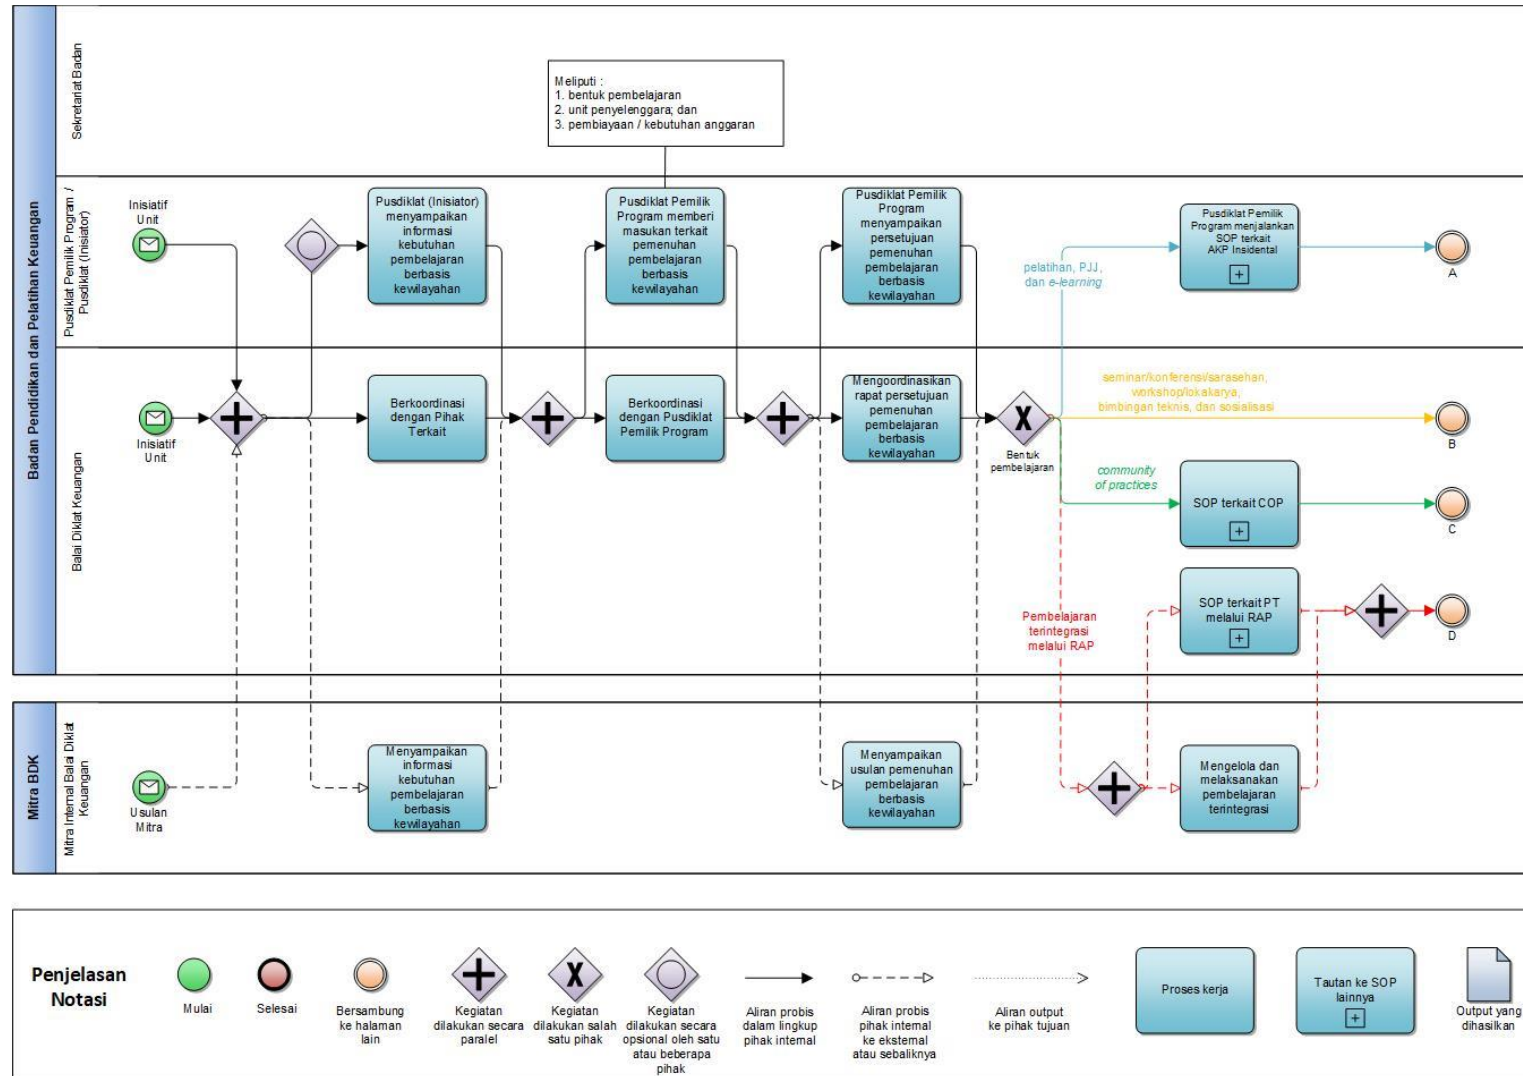 Badan Pendidikan dan Pelatihan Keuangan
Sekretariat Badan
Meliputi :
1. bentuk pembelajaran
2. unit penyelenggara; dan
3. pembiayaan / kebutuhan anggaran
Pusdiklat Pemilik Program /
Pusdiklat (Inisiator)
Inisiatif
Unit
Pusdiklat (Inisiator)
menyampaikan
informasi
kebutuhan
pembelajaran
berbasis
kewilayahan
Pusdiklat Pemilik
Program memberi
masukan terkait
pemenuhan
pembelajaran
berbasis
kewilayahan
Pusdiklat Pemilik
Program
menyampaikan
persetujuan
pemenuhan
pembelajaran
berbasis
kewilayahan
pelatihan, PJJ,
dan e-learning
Pusdiklat Pemilik
Program menjalankan
SOP terkait
AKP Insidental
A
Balai Diklat Keuangan
Inisiatif
Unit
Berkoordinasi
dengan Pihak
Terkait
Berkoordinasi
dengan Pusdiklat
Pemilik Program
Mengoordinasikan
rapat persetujuan
pemenuhan
pembelajaran
berbasis
kewilayahan
X
Bentuk
pembelajaran
seminar/konferensi/sarasehan,
workshop/lokakarya,
bimbingan teknis, dan sosialisasi
B
community
of practices
SOP terkait COP
C
Pembelajaran
terintegrasi
melalui RAP
SOP terkait PT
melalui RAP
D
Mitra BDK
Mitra Internal Balai Diklat
Keuangan
Usulan
Mitra
Menyampaikan
informasi
kebutuhan
pembelajaran
berbasis
kewilayahan
Menyampaikan
usulan pemenuhan
pembelajaran
berbasis
kewilayahan
Mengelola dan
melaksanakan
pembelajaran
terintegrasi
Penjelasan
Notasi
Mulai
Selesai
Bersambung
ke halaman
lain
Kegiatan
dilakukan secara
paralel
X
Kegiatan
dilakukan salah
satu pihak
Kegiatan
dilakukan secara
opsional oleh satu
atau beberapa
pihak
Aliran probis
dalam lingkup
pihak internal
Aliran probis
pihak internal
ke eksternal
atau sebaliknya
Aliran output
ke pihak tujuan
Proses kerja
Tautan ke SOP
lainnya
Output yang
dihasilkan